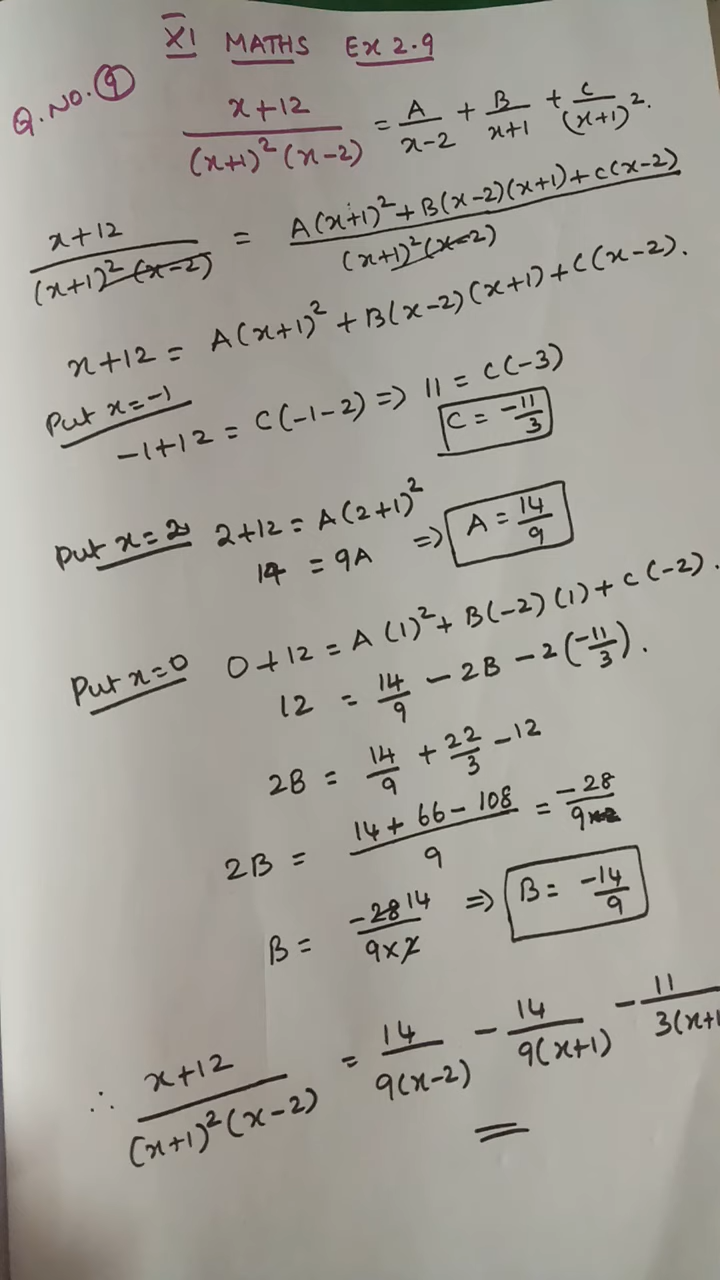 XI MATHS Ex 2.9
Q.NO.(9)
x+12/((x+1)²(x-2)) = A/(x-2) + B/(x+1) + C/(x+1)².
x+12/((x+1)²(x-2)) = (A(x+1)²+B(x-2)(x+1)+C(x-2))/((x+1)²(x-2))
x+12 = A(x+1)²+B(x-2)(x+1)+C(x-2).
Put x=-1
-1+12 = C(-1-2) => 11 = C(-3)
C = -11/3
Put x=2 2+12 = A(2+1)²
14 = 9A => A = 14/9
Put x=0 0+12 = A(1)²+B(-2)(1)+C(-2).
12 = 14/9 - 2B - 2(-11/3).
2B = 14/9 + 22/3 - 12
2B = (14+66-108)/9 = -28/9
B = -28 14/(9×2) => B = -14/9
∴ x+12/((x+1)²(x-2)) = 14/(9(x-2)) - 14/(9(x+1)) - 11/(3(x+1